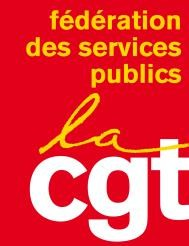 fédération
des services
publics
la
cgt